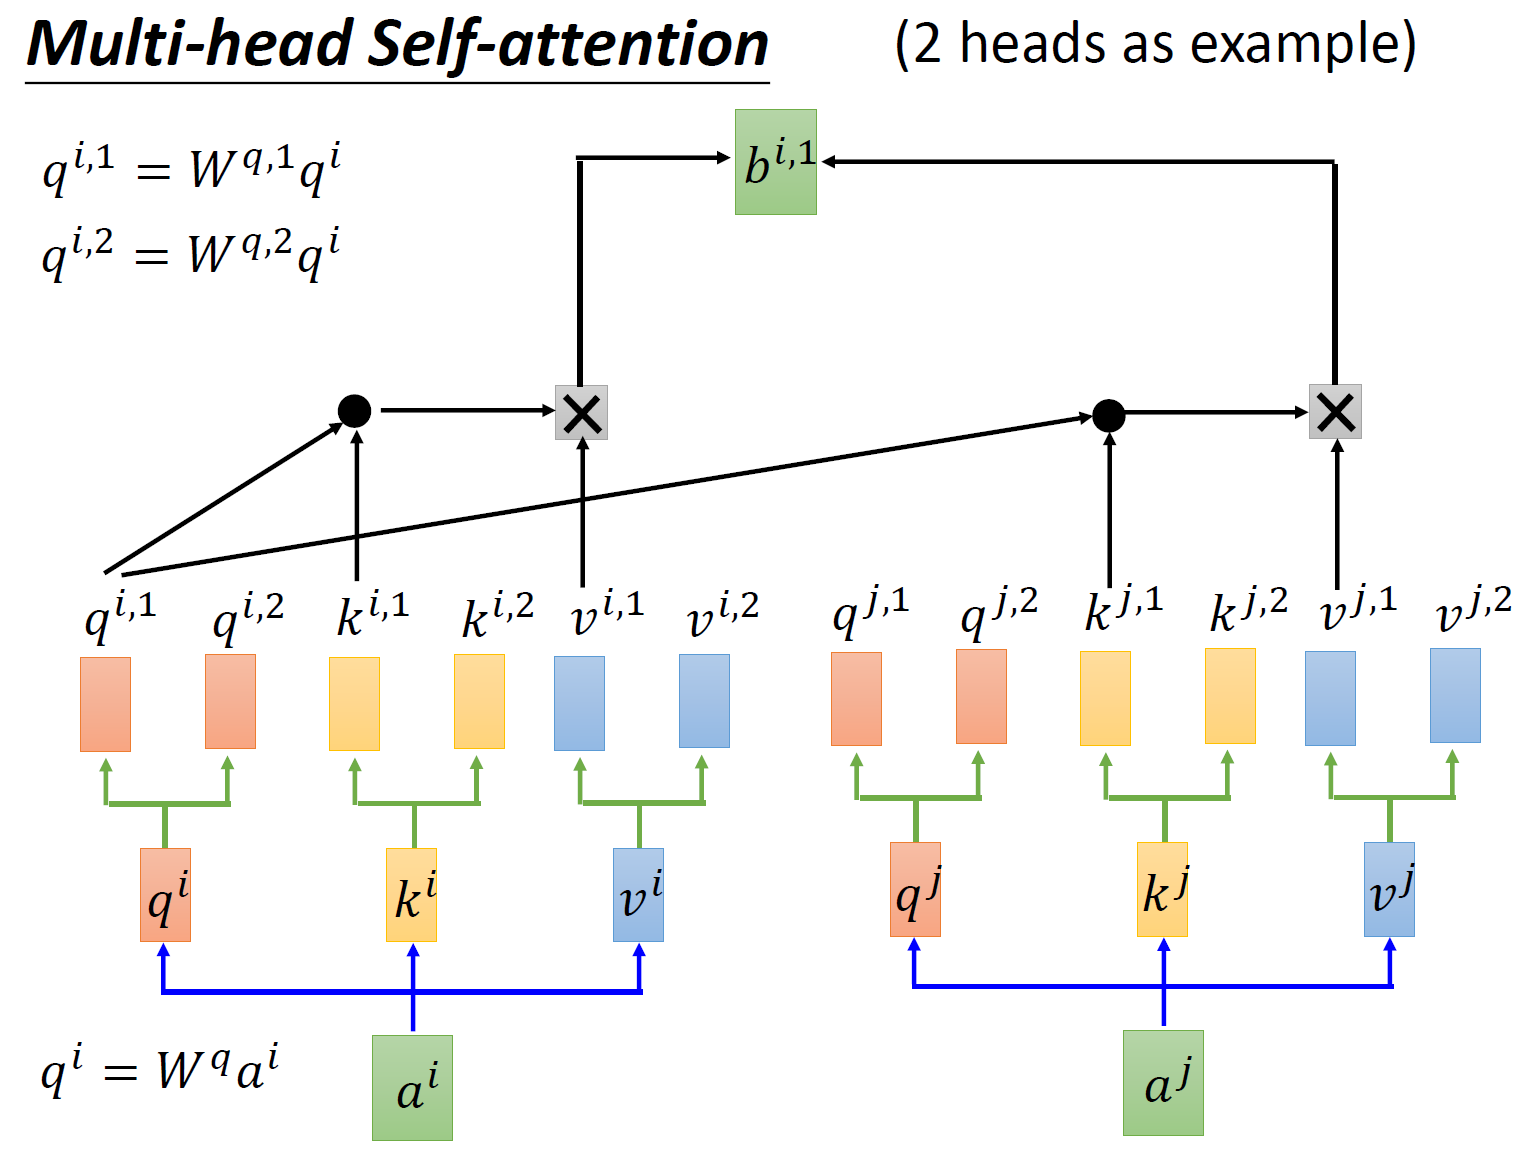 Multi-head Self-attention (2 heads as example)
b^{i,1}
q^{i,1} = W^{q,1}q^{i}
q^{i,2} = W^{q,2}q^{i}
q^{i,1} q^{i,2} k^{i,1} k^{i,2} v^{i,1} v^{i,2} q^{j,1} q^{j,2} k^{j,1} k^{j,2} v^{j,1} v^{j,2}
q^{i} k^{i} v^{i} q^{j} k^{j} v^{j}
q^{i} = W^{q}a^{i}
a^{i} a^{j}